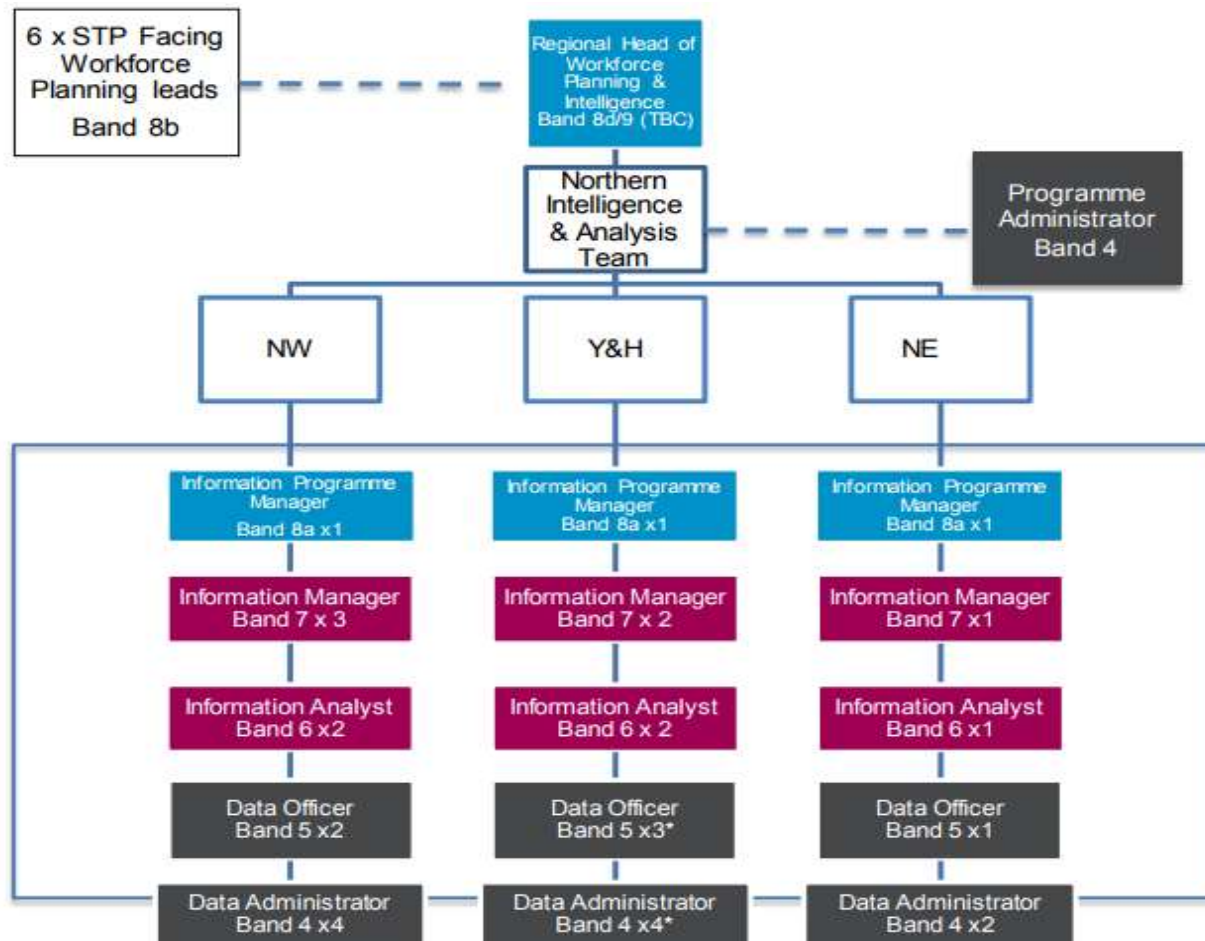 6 x STP Facing
Workforce
Planning leads
Band 8b
Regional Head of
Workforce
Planning &
Intelligence
Band 8d/9 (TBC)
Northern
Intelligence
& Analysis
Team
Programme
Administrator
Band 4
NW
Y&H
NE
Information Programme
Manager
Band 8a x1
Information Programme
Manager
Band 8a x1
Information Programme
Manager
Band 8a x1
Information Manager
Band 7 x 3
Information Manager
Band 7 x 2
Information Manager
Band 7 x1
Information Analyst
Band 6 x2
Information Analyst
Band 6 x 2
Information Analyst
Band 6 x1
Data Officer
Band 5 x2
Data Officer
Band 5 x3*
Data Officer
Band 5 x1
Data Administrator
Band 4 x4
Data Administrator
Band 4 x4*
Data Administrator
Band 4 x2